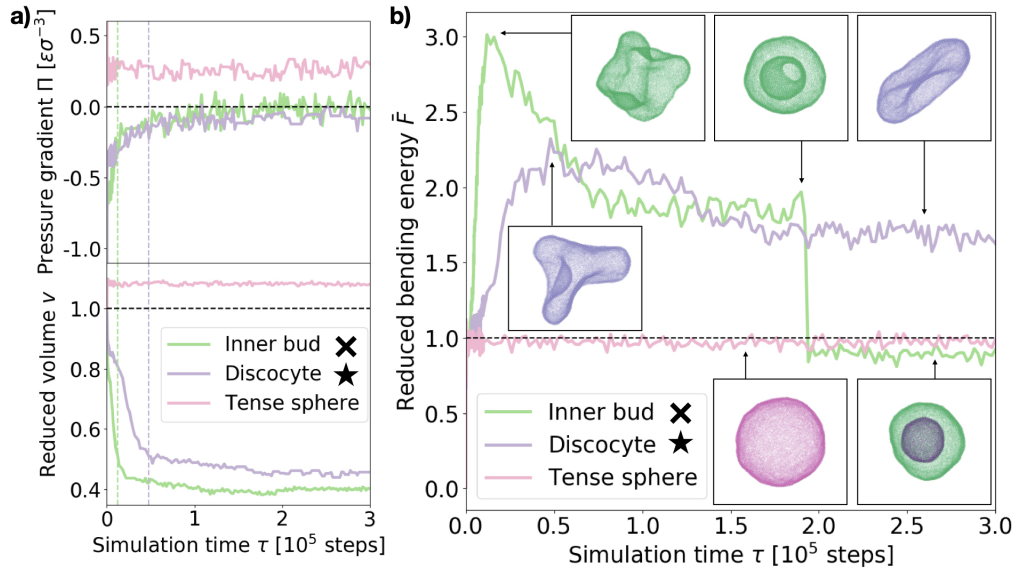 a)
Pressure gradient Π [εσ⁻³]
0.5
0.0
-0.5
-1.0
Reduced volume v
1.0
0.8
0.6
0.4
Inner bud
Discocyte
Tense sphere
0
1
2
3
Simulation time τ [10⁵ steps]
b)
Reduced bending energy F̄
3.0
2.5
2.0
1.5
1.0
0.5
0.0
Inner bud
Discocyte
Tense sphere
0.0
0.5
1.0
1.5
2.0
2.5
3.0
Simulation time τ [10⁵ steps]